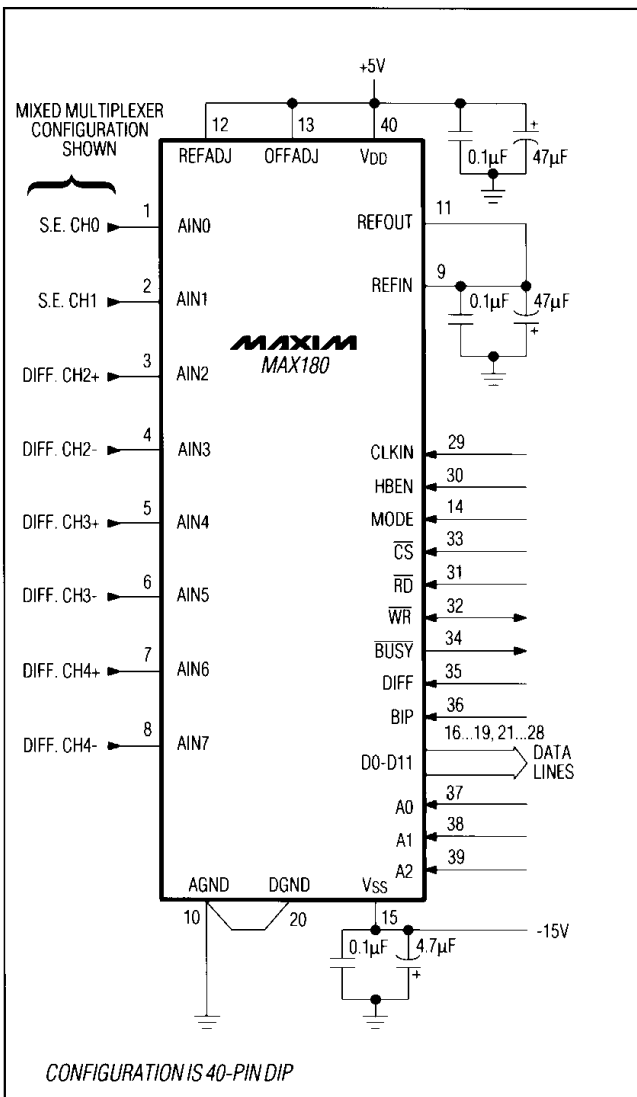 +5V
MIXED MULTIPLEXER
CONFIGURATION
SHOWN
12 13 40
REFADJ OFFADJ VDD
0.1µF + 47µF
S.E. CH0 1 AIN0
REFOUT 11
S.E. CH1 2 AIN1
REFIN 9
0.1µF 47µF +
MAXIM
MAX180
DIFF. CH2+ 3 AIN2
DIFF. CH2- 4 AIN3
CLKIN 29
HBEN 30
DIFF. CH3+ 5 AIN4
MODE 14
C̅S̅ 33
DIFF. CH3- 6 AIN5
R̅D̅ 31
W̅R̅ 32
B̅U̅S̅Y̅ 34
DIFF. CH4+ 7 AIN6
DIFF 35
BIP 36
DIFF. CH4- 8 AIN7
16...19, 21...28
D0-D11 DATA
LINES
A0 37
A1 38
A2 39
AGND DGND VSS
10 20 15
-15V
0.1µF 4.7µF +
CONFIGURATION IS 40-PIN DIP